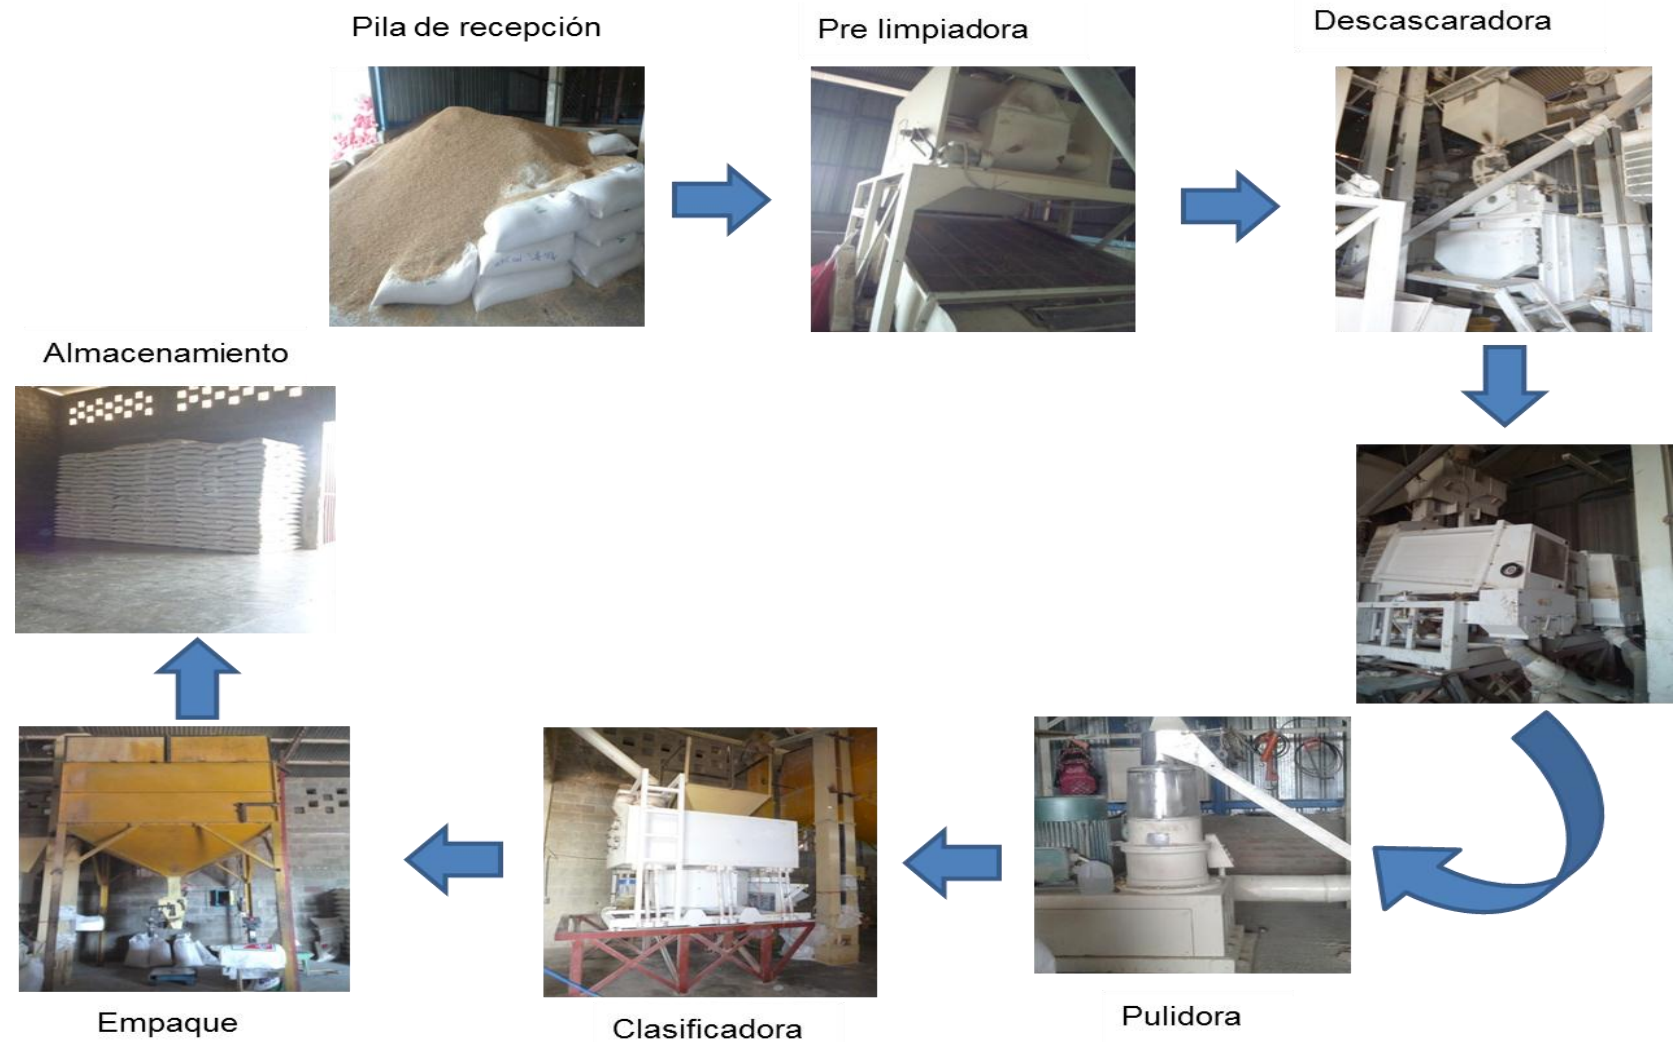 Pila de recepción
Pre limpiadora
Descascaradora
Almacenamiento
Empaque
Clasificadora
Pulidora